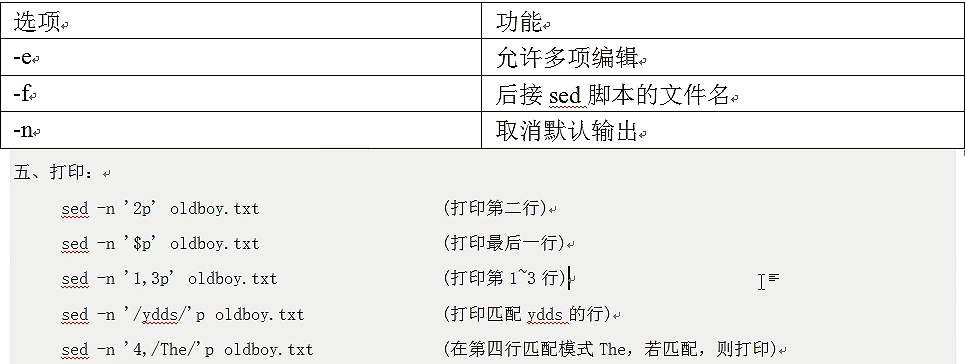 选项 功能
-e 允许多项编辑
-f 后接 sed 脚本的文件名
-n 取消默认输出
五、打印：
sed -n '2p' oldboy.txt (打印第二行)
sed -n '$p' oldboy.txt (打印最后一行)
sed -n '1,3p' oldboy.txt (打印第 1~3 行)
sed -n '/ydds/'p oldboy.txt (打印匹配 ydds 的行)
sed -n '4,/The/'p oldboy.txt (在第四行匹配模式 The, 若匹配, 则打印)